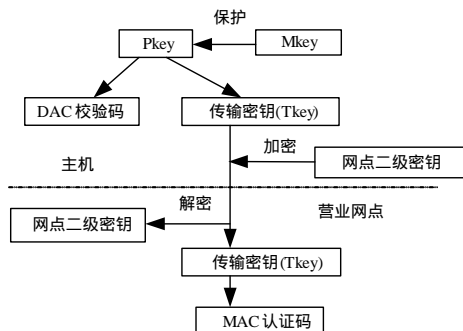 保护
Pkey
Mkey
DAC 校验码
传输密钥(Tkey)
加密
主机
网点二级密钥
解密
营业网点
网点二级密钥
传输密钥(Tkey)
MAC 认证码